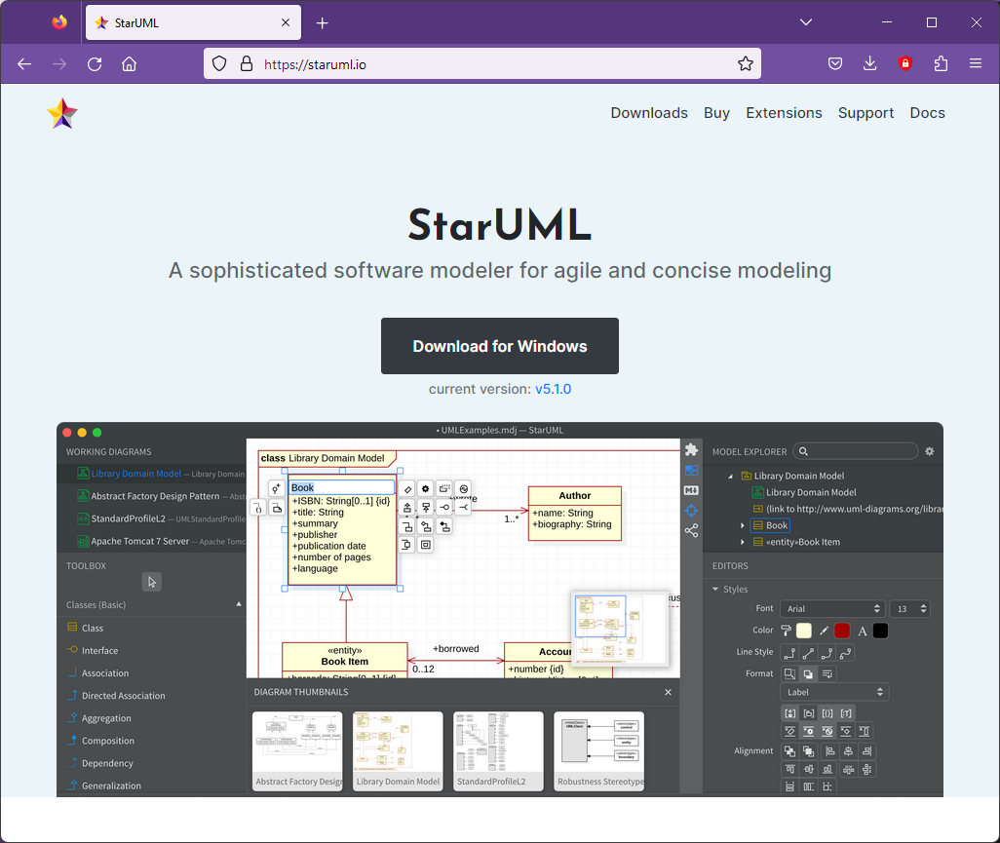 StarUML
https://staruml.io
Downloads Buy Extensions Support Docs
StarUML
A sophisticated software modeler for agile and concise modeling
Download for Windows
current version: v5.1.0
• UMLExamples.mdj — StarUML
WORKING DIAGRAMS
Library Domain Model — Library Domain
Abstract Factory Design Pattern — Abst
StandardProfileL2 — UMLStandardProfile
Apache Tomcat 7 Server — Apache Tomc
TOOLBOX
Classes (Basic)
Class
Interface
Association
Directed Association
Aggregation
Composition
Dependency
Generalization
class Library Domain Model
Book
+ISBN: String[0..1] {id}
+title: String
+summary
+publisher
+publication date
+number of pages
+language
1..*
Author
+name: String
+biography: String
«entity»
Book Item
+borrowed
0..12
Accou
+number {id}
DIAGRAM THUMBNAILS
Abstract Factory Design
Library Domain Model
StandardProfileL2
Robustness Stereotype
MODEL EXPLORER
Library Domain Model
Library Domain Model
(link to http://www.uml-diagrams.org/librar
Book
«entity»Book Item
EDITORS
Styles
Font Arial 13
Color A
Line Style
Format
Label
Alignment